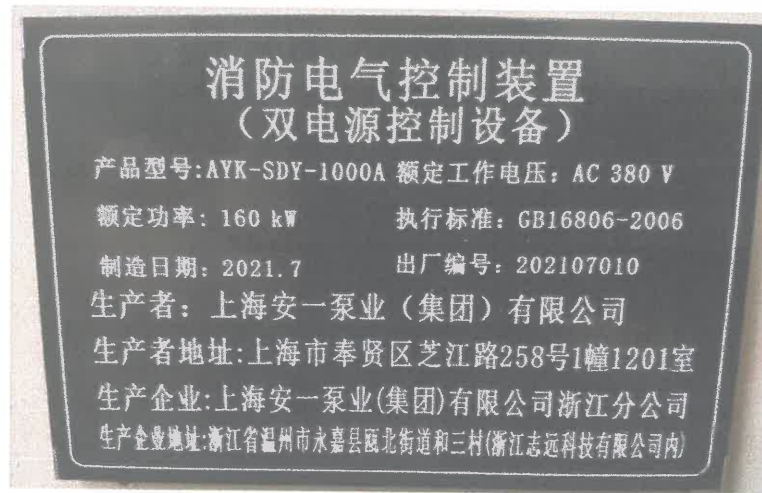 消防电气控制装置
（双电源控制设备）
产品型号:AYK-SDY-1000A 额定工作电压: AC 380 V
额定功率: 160 kW 执行标准: GB16806-2006
制造日期: 2021.7 出厂编号: 202107010
生产者: 上海安一泵业（集团）有限公司
生产者地址:上海市奉贤区芝江路258号1幢1201室
生产企业:上海安一泵业(集团)有限公司浙江分公司
生产企业地址:浙江省温州市永嘉县瓯北街道和三村(浙江志远科技有限公司内)